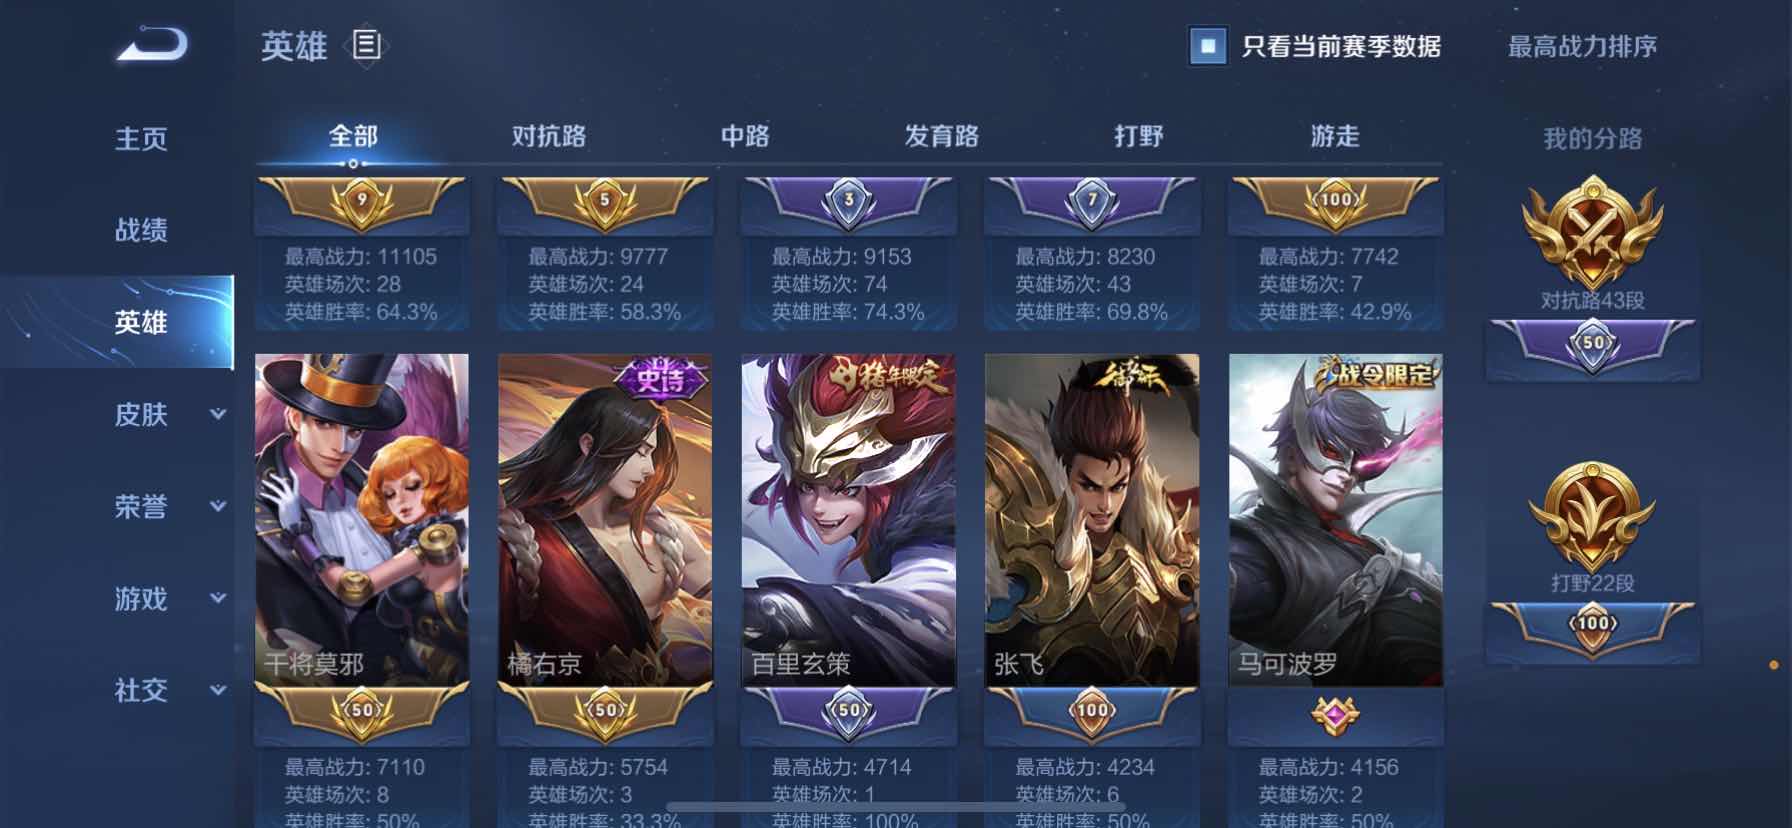 英雄
只看当前赛季数据
最高战力排序
主页
战绩
英雄
皮肤
荣誉
游戏
社交
全部
对抗路
中路
发育路
打野
游走
9
最高战力: 11105
英雄场次: 28
英雄胜率: 64.3%
5
最高战力: 9777
英雄场次: 24
英雄胜率: 58.3%
3
最高战力: 9153
英雄场次: 74
英雄胜率: 74.3%
7
最高战力: 8230
英雄场次: 43
英雄胜率: 69.8%
100
最高战力: 7742
英雄场次: 7
英雄胜率: 42.9%
干将莫邪
50
最高战力: 7110
英雄场次: 8
英雄胜率: 50%
史诗
橘右京
50
最高战力: 5754
英雄场次: 3
英雄胜率: 33.3%
猪年限定
百里玄策
50
最高战力: 4714
英雄场次: 1
英雄胜率: 100%
张飞
100
最高战力: 4234
英雄场次: 6
英雄胜率: 50%
战令限定
马可波罗
最高战力: 4156
英雄场次: 2
英雄胜率: 50%
我的分路
对抗路43段
50
打野22段
100